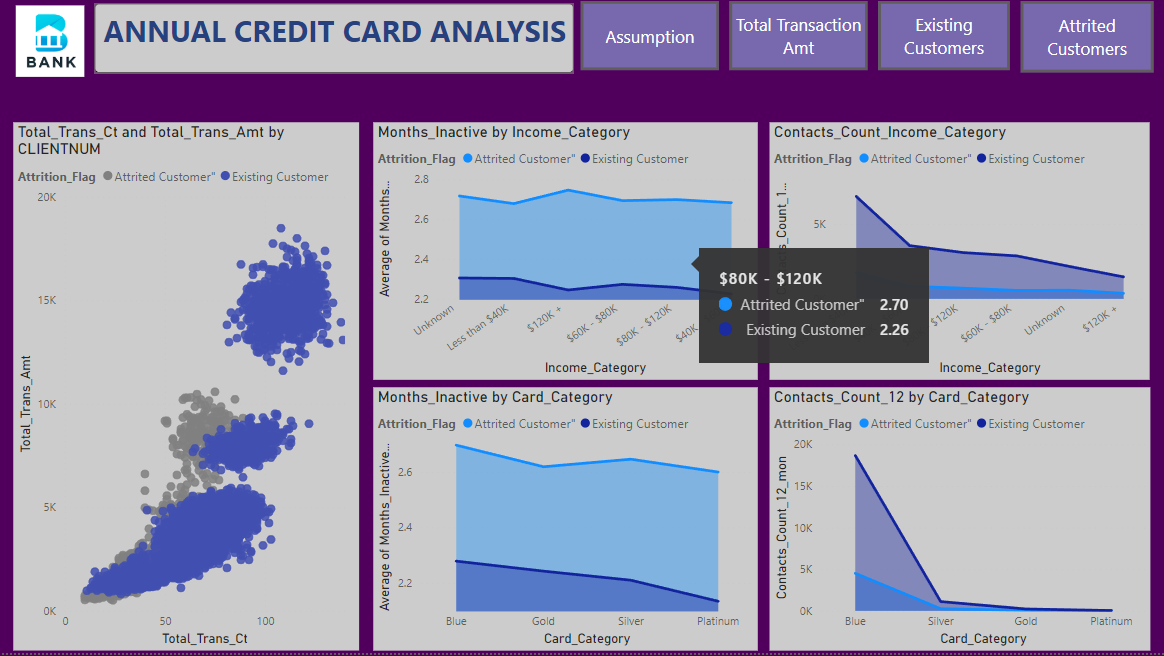 BANK
ANNUAL CREDIT CARD ANALYSIS
Assumption
Total Transaction
Amt
Existing
Customers
Attrited
Customers
Total_Trans_Ct and Total_Trans_Amt by
CLIENTNUM
Attrition_Flag Attrited Customer" Existing Customer
Total_Trans_Amt
20K
15K
10K
5K
0K
0 50 100
Total_Trans_Ct
Months_Inactive by Income_Category
Attrition_Flag Attrited Customer" Existing Customer
Average of Months...
2.8
2.6
2.4
2.2
Unknown
Less than $40K
$120K +
$60K - $80K
$80K - $120K
$40K
Income_Category
Contacts_Count_Income_Category
Attrition_Flag Attrited Customer" Existing Customer
s_Count_1...
5K
$120K
$60K - $80K
Unknown
$120K +
Income_Category
$80K - $120K
Attrited Customer" 2.70
Existing Customer 2.26
Months_Inactive by Card_Category
Attrition_Flag Attrited Customer" Existing Customer
Average of Months_Inactive...
2.6
2.4
2.2
Blue Gold Silver Platinum
Card_Category
Contacts_Count_12 by Card_Category
Attrition_Flag Attrited Customer" Existing Customer
Contacts_Count_12_mon
20K
15K
10K
5K
0K
Blue Silver Gold Platinum
Card_Category